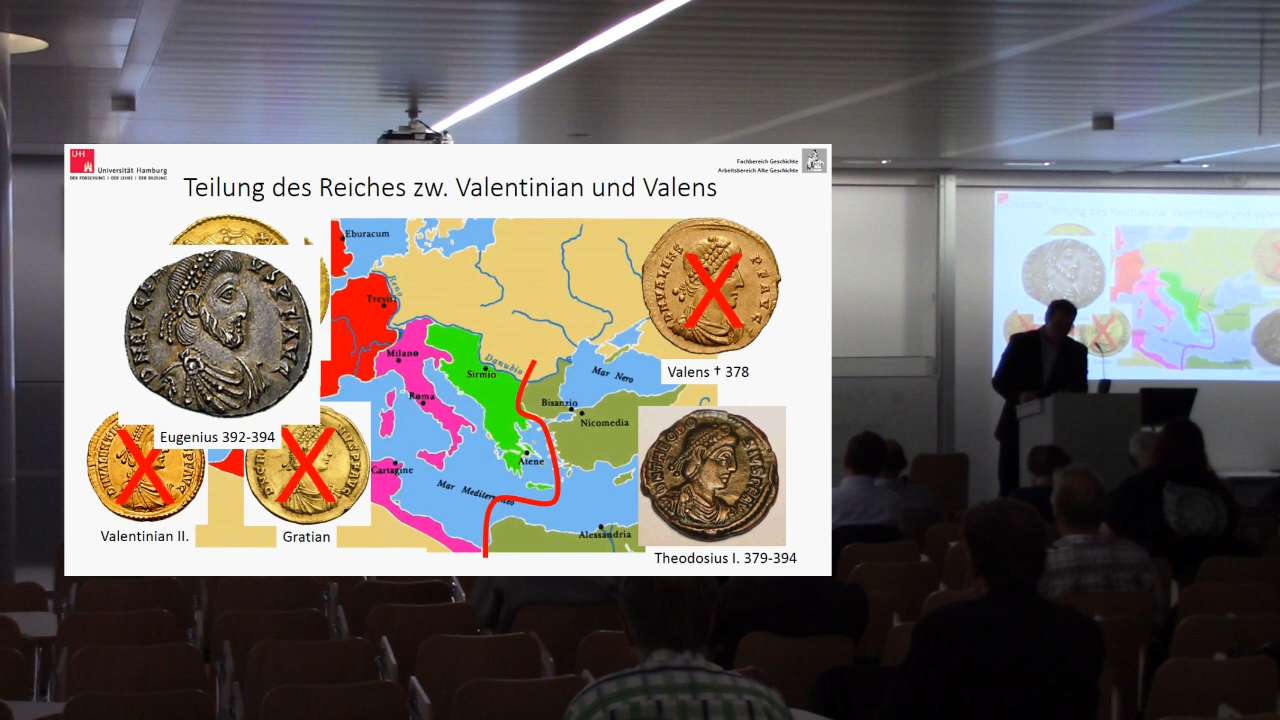 UHH
Universität Hamburg
DER FORSCHUNG | DER LEHRE | DER BILDUNG
Fachbereich Geschichte
Arbeitsbereich Alte Geschichte
Teilung des Reiches zw. Valentinian und Valens
Eburacum
Reno
Treviri
Milano
Danubio
Sirmio
Mar Nero
Roma
Bisanzio
Nicomedia
Atene
Cartagine
Mar Mediterraneo
Alessandria
Valens † 378
Eugenius 392-394
Valentinian II.
Gratian
Theodosius I. 379-394